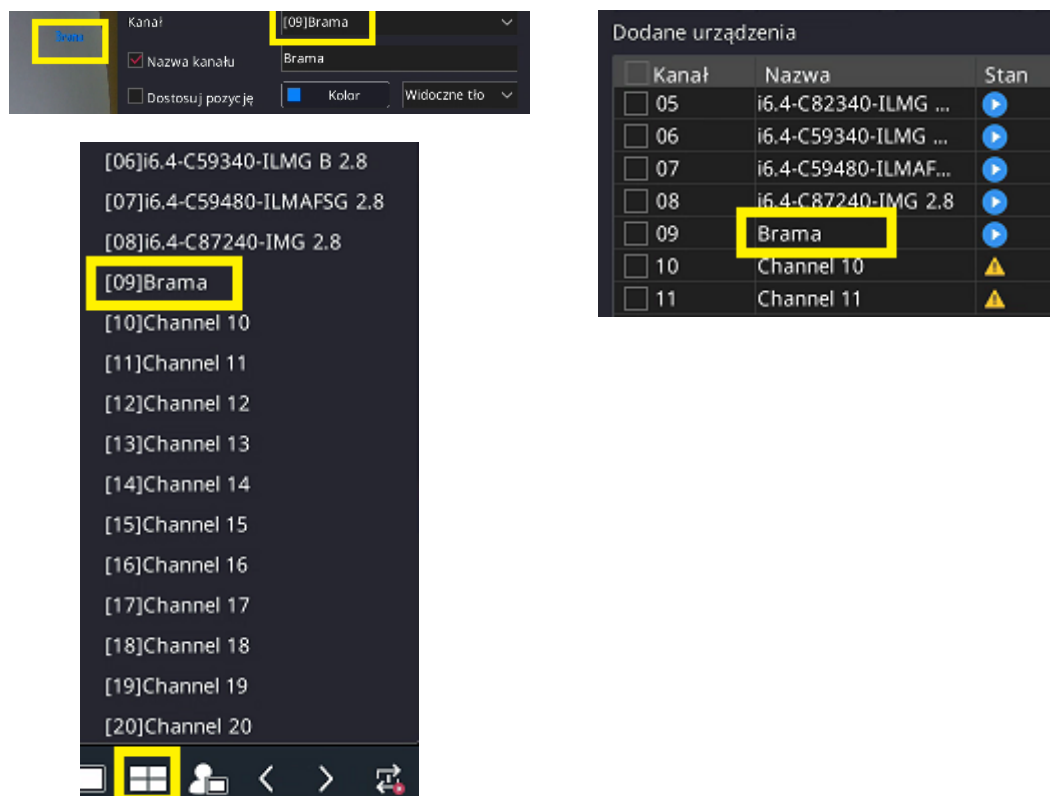 Brama
Kanał
[09]Brama
Nazwa kanału
Brama
Dostosuj pozycję
Kolor
Widoczne tło
[06]i6.4-C59340-ILMG B 2.8
[07]i6.4-C59480-ILMAFSG 2.8
[08]i6.4-C87240-IMG 2.8
[09]Brama
[10]Channel 10
[11]Channel 11
[12]Channel 12
[13]Channel 13
[14]Channel 14
[15]Channel 15
[16]Channel 16
[17]Channel 17
[18]Channel 18
[19]Channel 19
[20]Channel 20
Dodane urządzenia
Kanał Nazwa Stan
05 i6.4-C82340-ILMG ...
06 i6.4-C59340-ILMG ...
07 i6.4-C59480-ILMAF...
08 i6.4-C87240-IMG 2.8
09 Brama
10 Channel 10
11 Channel 11